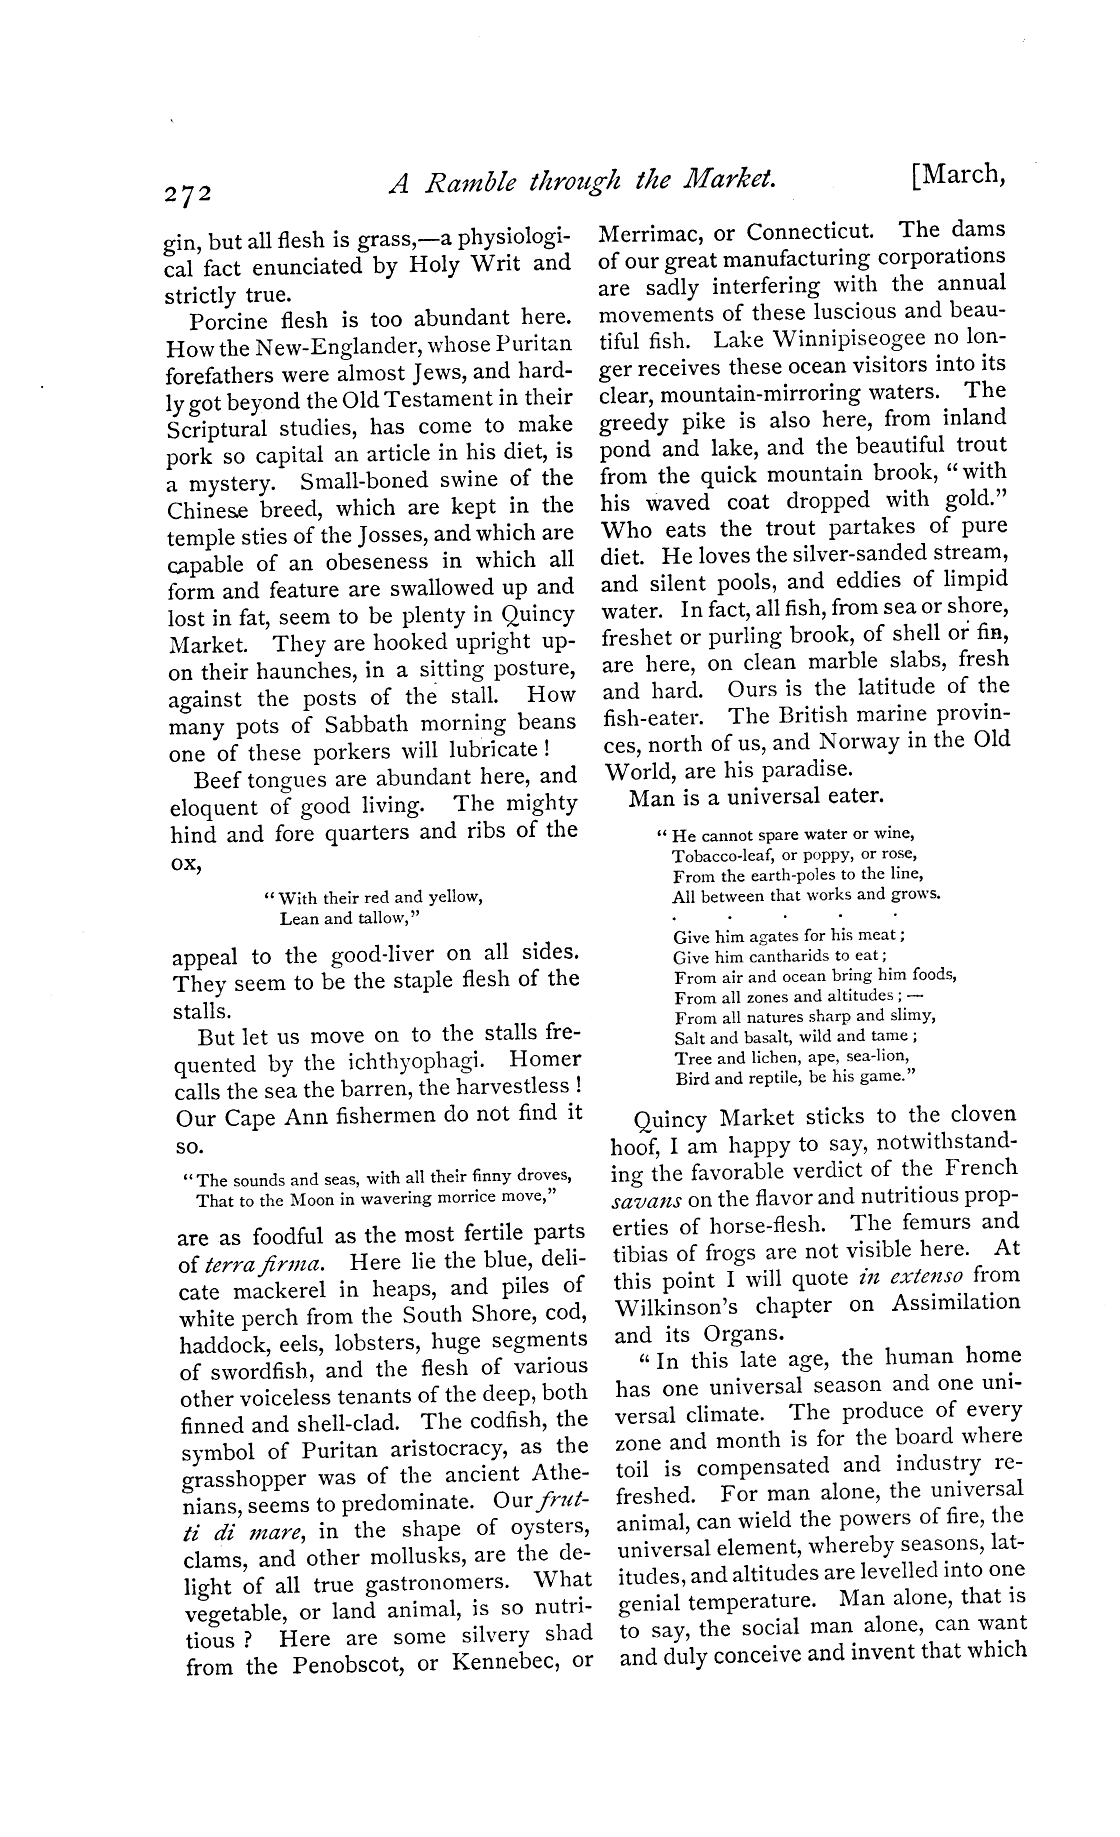 272
A Ramble through the Market.
[March,
gin, but all flesh is grass,—a physiologi-
cal fact enunciated by Holy Writ and
strictly true.
Porcine flesh is too abundant here.
How the New-Englander, whose Puritan
forefathers were almost Jews, and hard-
ly got beyond the Old Testament in their
Scriptural studies, has come to make
pork so capital an article in his diet, is
a mystery. Small-boned swine of the
Chinese breed, which are kept in the
temple sties of the Josses, and which are
capable of an obeseness in which all
form and feature are swallowed up and
lost in fat, seem to be plenty in Quincy
Market. They are hooked upright up-
on their haunches, in a sitting posture,
against the posts of the stall. How
many pots of Sabbath morning beans
one of these porkers will lubricate!
Beef tongues are abundant here, and
eloquent of good living. The mighty
hind and fore quarters and ribs of the
ox,
"With their red and yellow,
Lean and tallow,"
appeal to the good-liver on all sides.
They seem to be the staple flesh of the
stalls.
But let us move on to the stalls fre-
quented by the ichthyophagi. Homer
calls the sea the barren, the harvestless!
Our Cape Ann fishermen do not find it
so.
"The sounds and seas, with all their finny droves,
That to the Moon in wavering morrice move,"
are as foodful as the most fertile parts
of terra firma. Here lie the blue, deli-
cate mackerel in heaps, and piles of
white perch from the South Shore, cod,
haddock, eels, lobsters, huge segments
of swordfish, and the flesh of various
other voiceless tenants of the deep, both
finned and shell-clad. The codfish, the
symbol of Puritan aristocracy, as the
grasshopper was of the ancient Athe-
nians, seems to predominate. Our frut-
ti di mare, in the shape of oysters,
clams, and other mollusks, are the de-
light of all true gastronomers. What
vegetable, or land animal, is so nutri-
tious? Here are some silvery shad
from the Penobscot, or Kennebec, or
Merrimac, or Connecticut. The dams
of our great manufacturing corporations
are sadly interfering with the annual
movements of these luscious and beau-
tiful fish. Lake Winnipiseogee no lon-
ger receives these ocean visitors into its
clear, mountain-mirroring waters. The
greedy pike is also here, from inland
pond and lake, and the beautiful trout
from the quick mountain brook, "with
his waved coat dropped with gold."
Who eats the trout partakes of pure
diet. He loves the silver-sanded stream,
and silent pools, and eddies of limpid
water. In fact, all fish, from sea or shore,
freshet or purling brook, of shell or fin,
are here, on clean marble slabs, fresh
and hard. Ours is the latitude of the
fish-eater. The British marine provin-
ces, north of us, and Norway in the Old
World, are his paradise.
Man is a universal eater.
"He cannot spare water or wine,
Tobacco-leaf, or poppy, or rose,
From the earth-poles to the line,
All between that works and grows.
. . . . .
Give him agates for his meat;
Give him cantharids to eat;
From air and ocean bring him foods,
From all zones and altitudes;—
From all natures sharp and slimy,
Salt and basalt, wild and tame;
Tree and lichen, ape, sea-lion,
Bird and reptile, be his game."
Quincy Market sticks to the cloven
hoof, I am happy to say, notwithstand-
ing the favorable verdict of the French
savans on the flavor and nutritious prop-
erties of horse-flesh. The femurs and
tibias of frogs are not visible here. At
this point I will quote in extenso from
Wilkinson's chapter on Assimilation
and its Organs.
"In this late age, the human home
has one universal season and one uni-
versal climate. The produce of every
zone and month is for the board where
toil is compensated and industry re-
freshed. For man alone, the universal
animal, can wield the powers of fire, the
universal element, whereby seasons, lat-
itudes, and altitudes are levelled into one
genial temperature. Man alone, that is
to say, the social man alone, can want
and duly conceive and invent that which